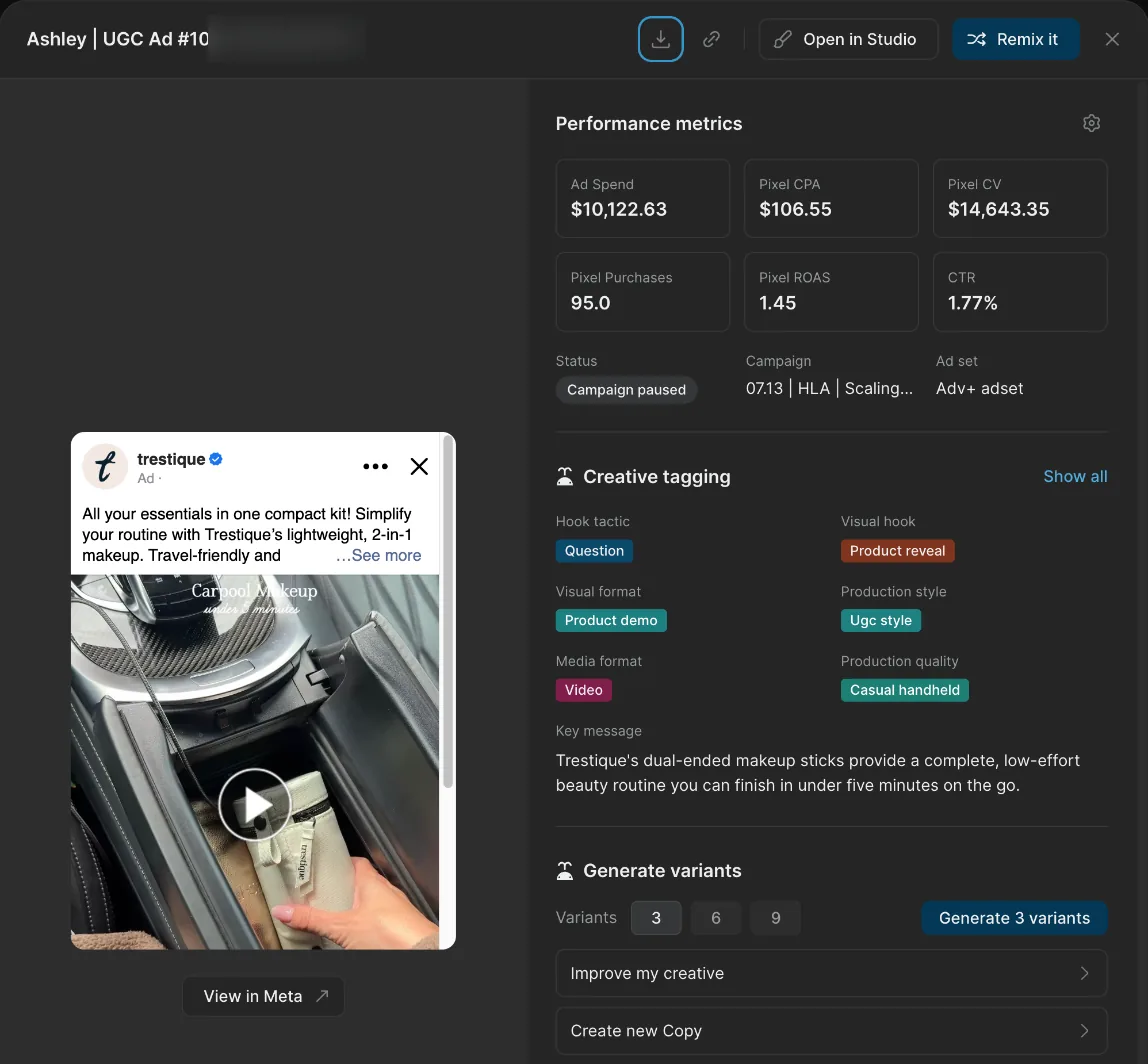 Ashley | UGC Ad #10
Open in Studio
Remix it
Performance metrics
Ad Spend
$10,122.63
Pixel CPA
$106.55
Pixel CV
$14,643.35
Pixel Purchases
95.0
Pixel ROAS
1.45
CTR
1.77%
Status
Campaign paused
Campaign
07.13 | HLA | Scaling...
Ad set
Adv+ adset
t
trestique
Ad ·
All your essentials in one compact kit! Simplify
your routine with Trestique’s lightweight, 2-in-1
makeup. Travel-friendly and ...See more
Carpool Makeup
under 5 minutes
trestique
View in Meta
Creative tagging
Show all
Hook tactic
Question
Visual hook
Product reveal
Visual format
Product demo
Production style
Ugc style
Media format
Video
Production quality
Casual handheld
Key message
Trestique's dual-ended makeup sticks provide a complete, low-effort
beauty routine you can finish in under five minutes on the go.
Generate variants
Variants 3 6 9
Generate 3 variants
Improve my creative
Create new Copy